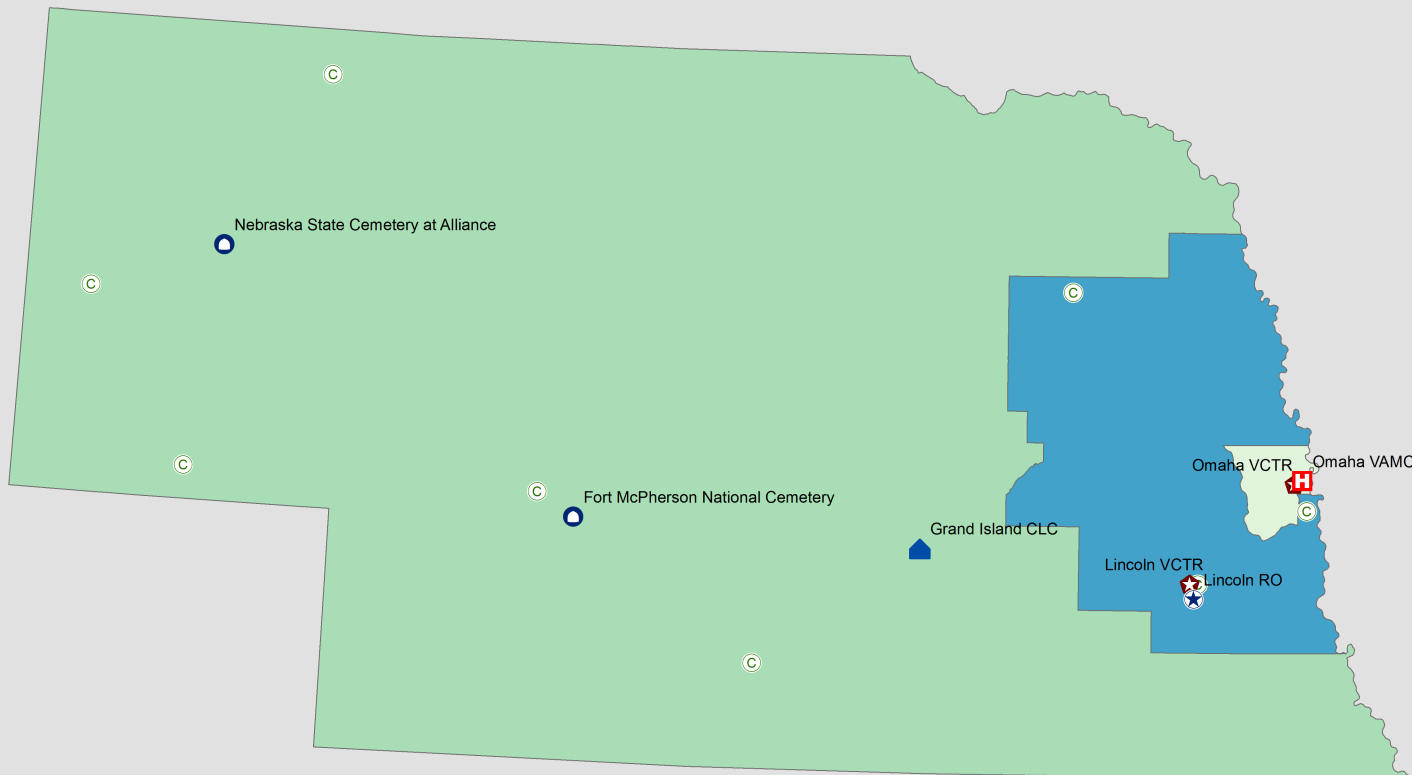 C
Nebraska State Cemetery at Alliance
C
C
Omaha VCTR
Omaha VAMC
H
C
C
Fort McPherson National Cemetery
C
Grand Island CLC
Lincoln VCTR
Lincoln RO
C
C